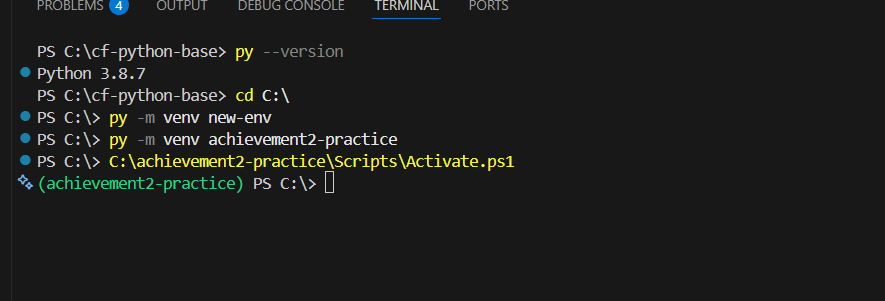 PROBLEMS 4 OUTPUT DEBUG CONSOLE TERMINAL PORTS
PS C:\cf-python-base> py --version
Python 3.8.7
PS C:\cf-python-base> cd C:\
PS C:\> py -m venv new-env
PS C:\> py -m venv achievement2-practice
PS C:\> C:\achievement2-practice\Scripts\Activate.ps1
(achievement2-practice) PS C:\>